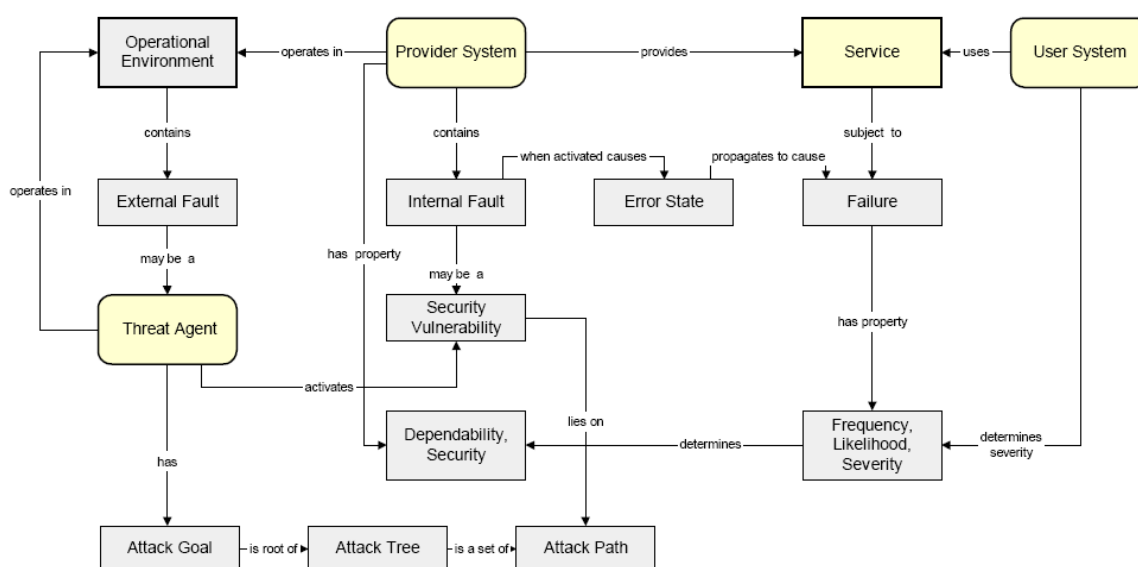 Operational
Environment
operates in
Provider System
provides
Service
uses
User System
contains
contains
subject to
when activated causes
propagates to cause
operates in
External Fault
Internal Fault
Error State
Failure
has property
may be a
may be a
Threat Agent
Security
Vulnerability
has property
activates
lies on
Dependability,
Security
determines
Frequency,
Likelihood,
Severity
determines
severity
has
Attack Goal
is root of
Attack Tree
is a set of
Attack Path